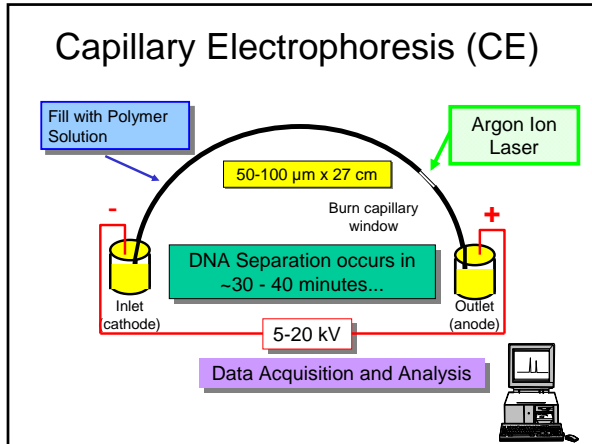 Capillary Electrophoresis (CE)
Fill with Polymer
Solution
Argon Ion
Laser
50-100 µm x 27 cm
Burn capillary
window
-
+
DNA Separation occurs in
~30 - 40 minutes...
Inlet
(cathode)
Outlet
(anode)
5-20 kV
Data Acquisition and Analysis